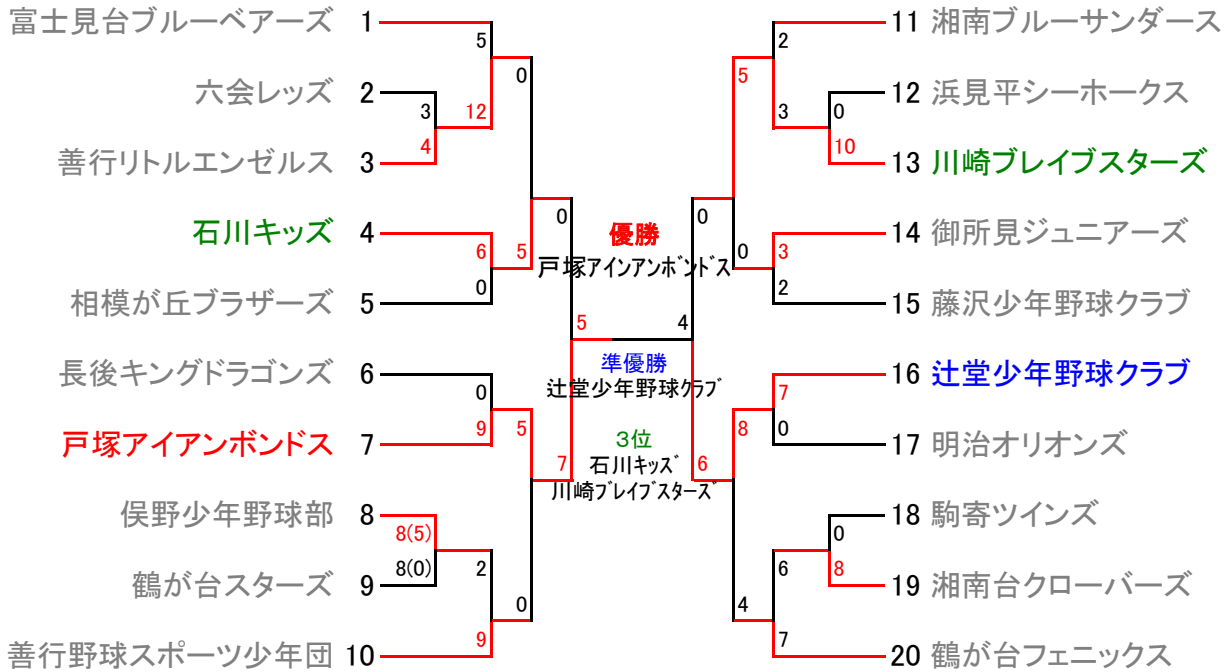 富士見台ブルーベアーズ 1
5
0
六会レッズ 2
3
12
4
善行リトルエンゼルス 3
石川キッズ 4
6
5
0
相模が丘ブラザーズ 5
長後キングドラゴンズ 6
0
9
5
戸塚アイアンボンドス 7
俣野少年野球部 8
8(5)
8(0)
2
鶴が台スターズ 9
0
9
善行野球スポーツ少年団 10
0
7
5
優勝
戸塚アインアンボンドス
準優勝
辻堂少年野球クラブ
3位
石川キッズ
川崎ブレイブスターズ
4
0
6
11 湘南ブルーサンダース
2
5
12 浜見平シーホークス
3
0
10
13 川崎ブレイブスターズ
14 御所見ジュニアーズ
0
3
2
15 藤沢少年野球クラブ
16 辻堂少年野球クラブ
7
8
0
17 明治オリオンズ
18 駒寄ツインズ
0
6
8
19 湘南台クローバーズ
4
7
20 鶴が台フェニックス